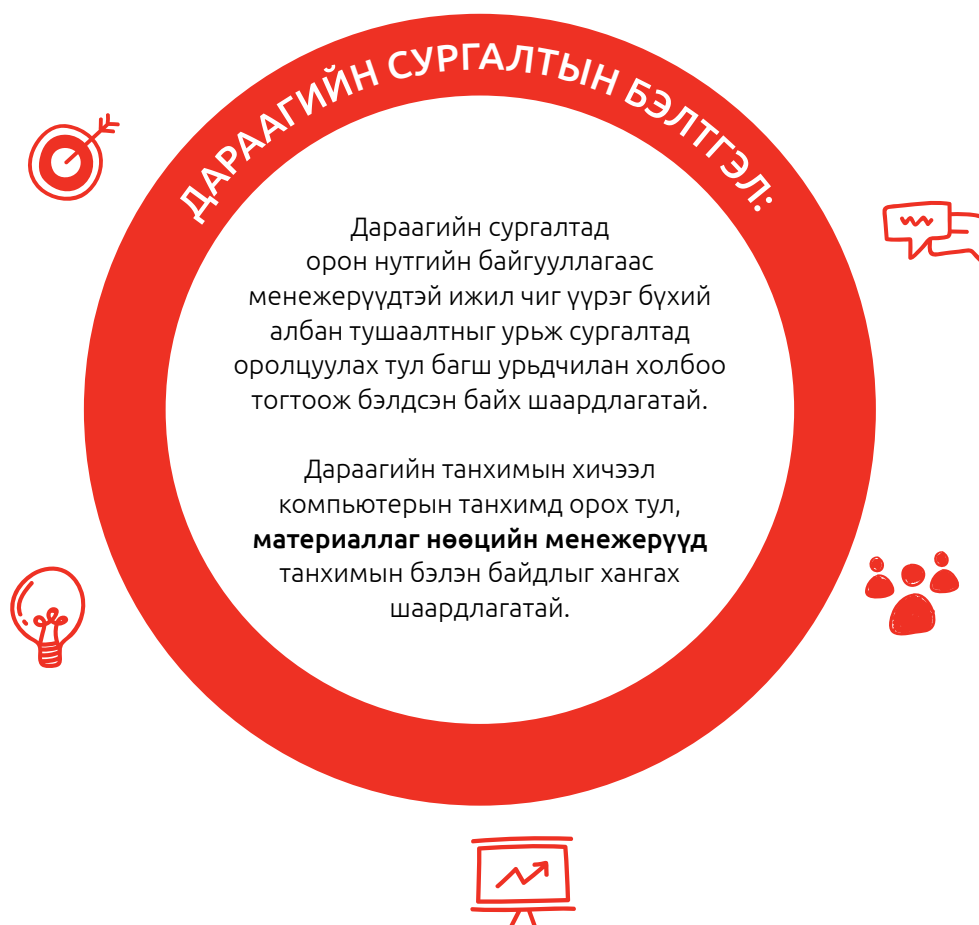 ДАРААГИЙН СУРГАЛТЫН БЭЛТГЭЛ:
Дараагийн сургалтад
орон нутгийн байгууллагаас
менежерүүдтэй ижил чиг үүрэг бүхий
албан тушаалтныг урьж сургалтад
оролцуулах тул багш урьдчилан холбоо
тогтоож бэлдсэн байх шаардлагатай.
Дараагийн танхимын хичээл
компьютерын танхимд орох тул,
материаллаг нөөцийн менежерүүд
танхимын бэлэн байдлыг хангах
шаардлагатай.